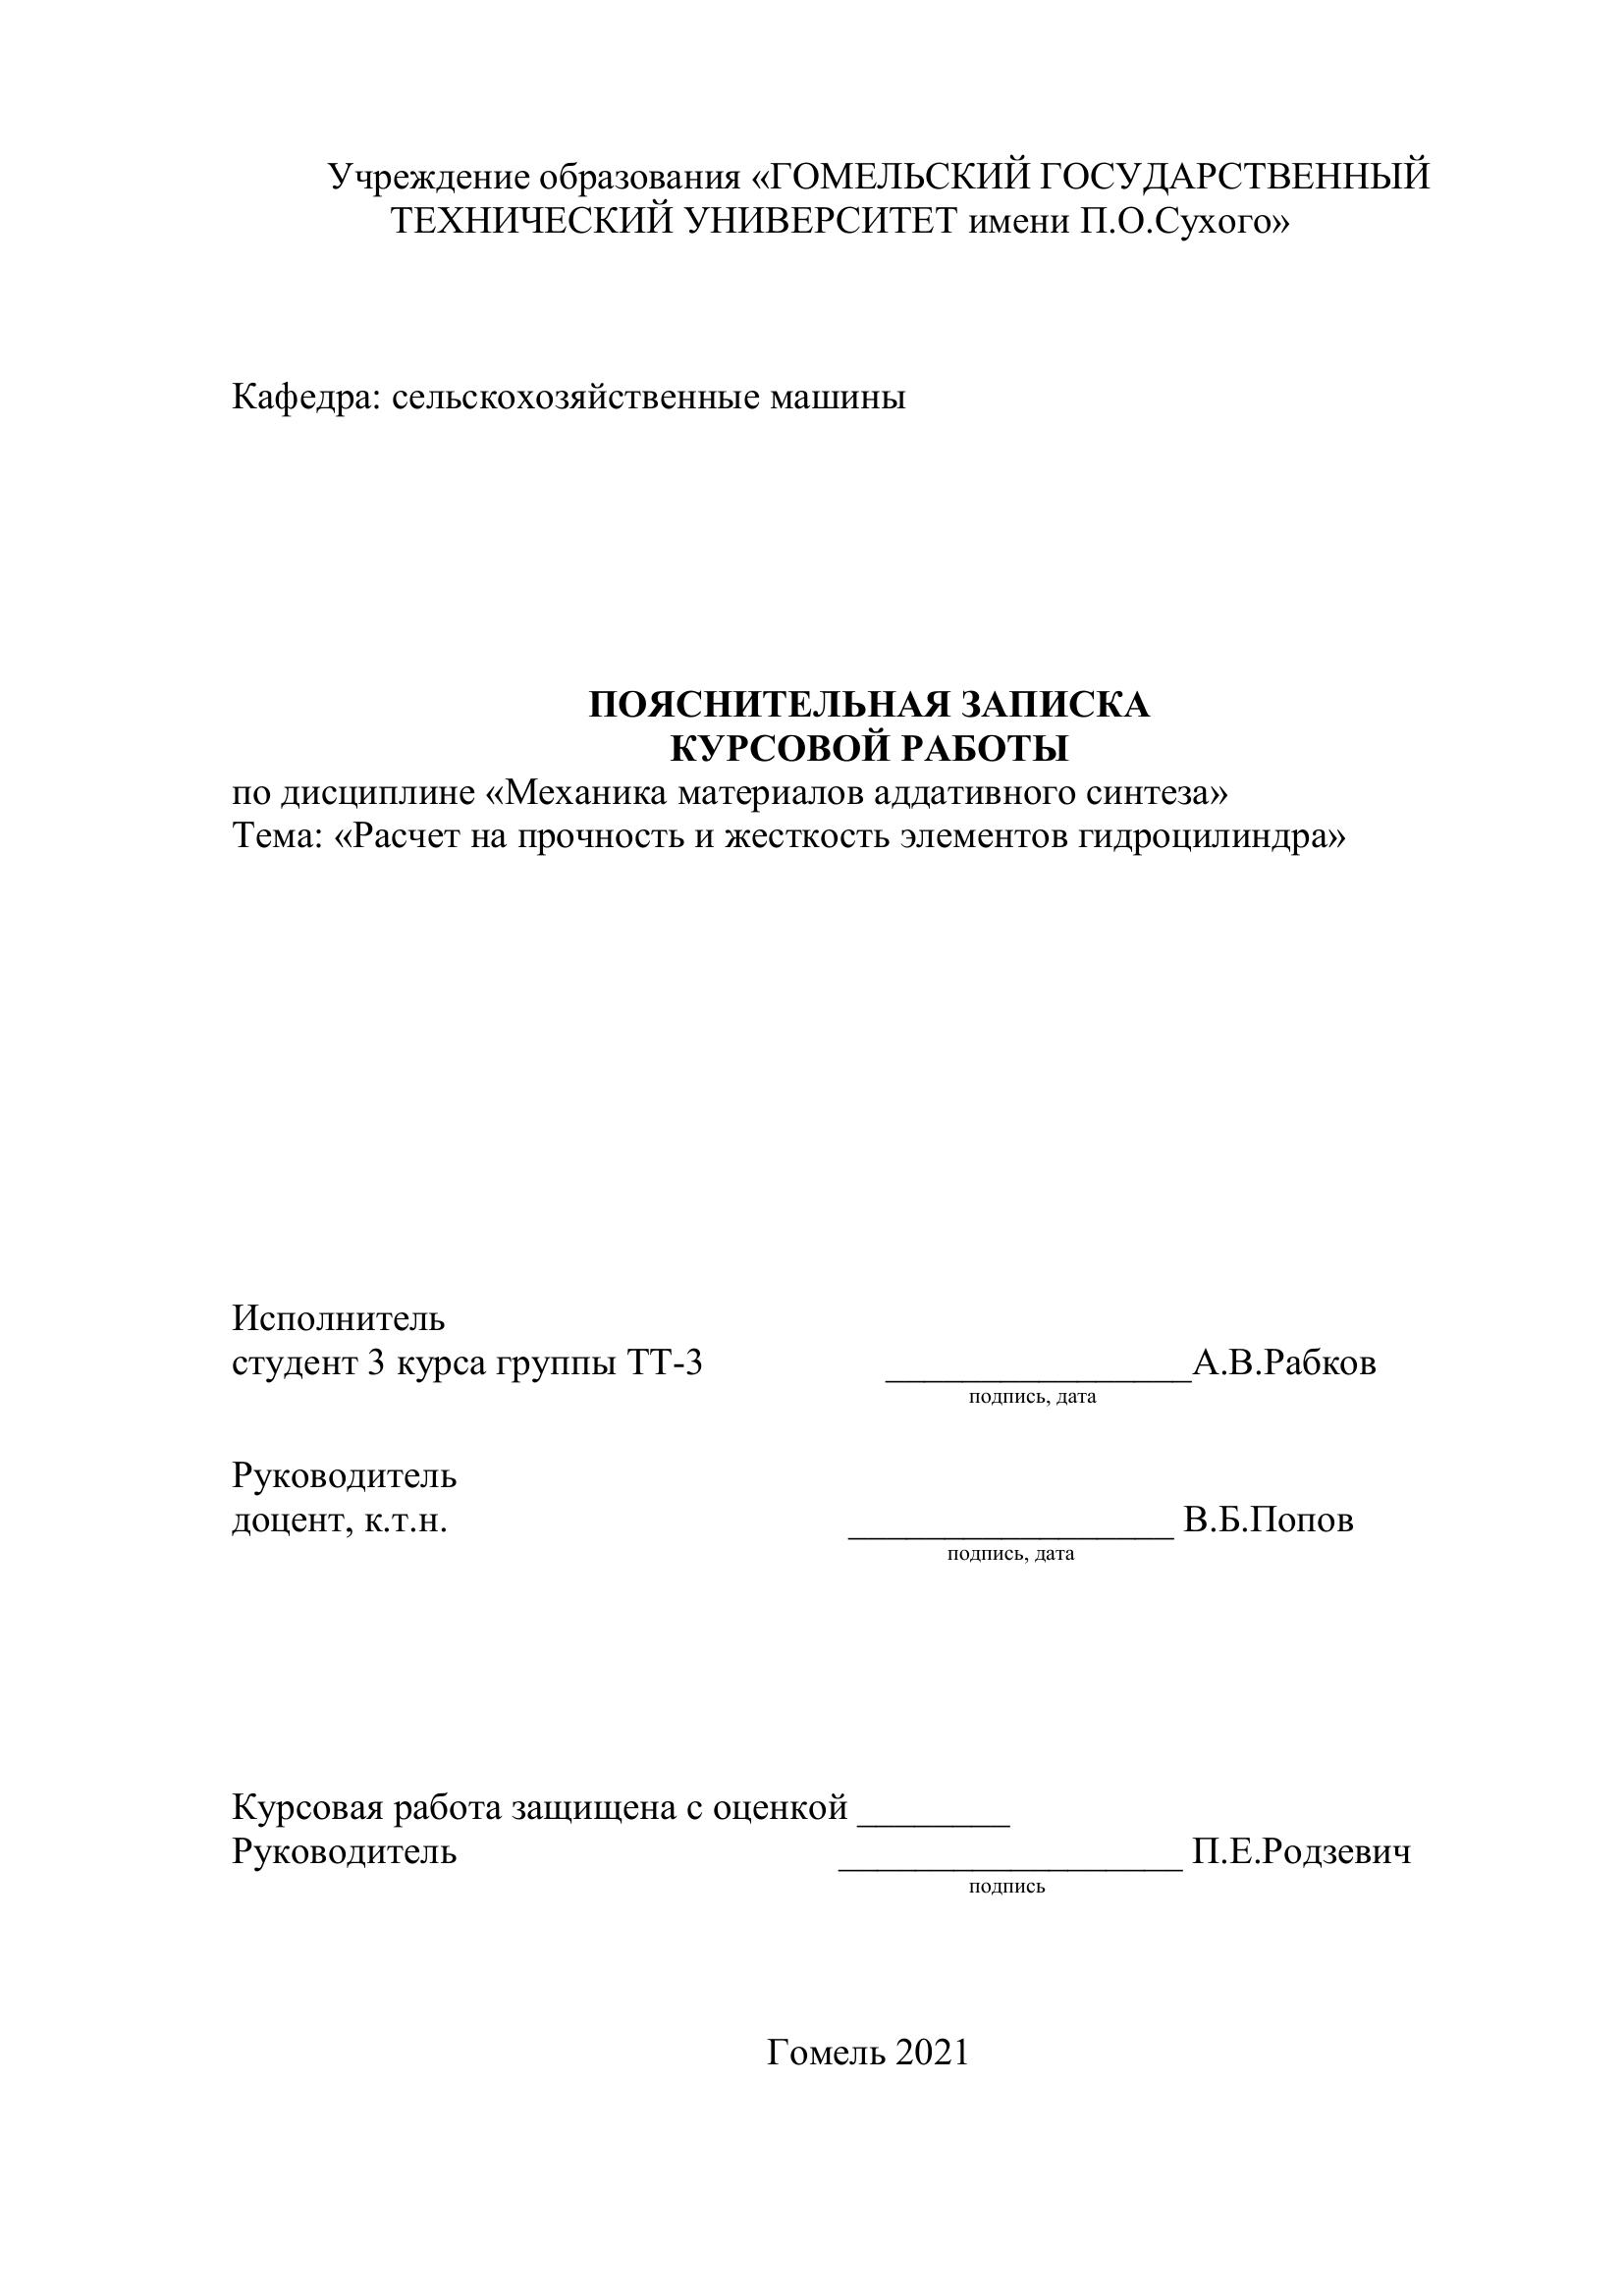 Учреждение образования «ГОМЕЛЬСКИЙ ГОСУДАРСТВЕННЫЙ
ТЕХНИЧЕСКИЙ УНИВЕРСИТЕТ имени П.О.Сухого»
Кафедра: сельскохозяйственные машины
ПОЯСНИТЕЛЬНАЯ ЗАПИСКА
КУРСОВОЙ РАБОТЫ
по дисциплине «Механика материалов аддативного синтеза»
Тема: «Расчет на прочность и жесткость элементов гидроцилиндра»
Исполнитель
студент 3 курса группы ТТ-3 ________________А.В.Рабков
подпись, дата
Руководитель
доцент, к.т.н. _________________ В.Б.Попов
подпись, дата
Курсовая работа защищена с оценкой ________
Руководитель __________________ П.Е.Родзевич
подпись
Гомель 2021